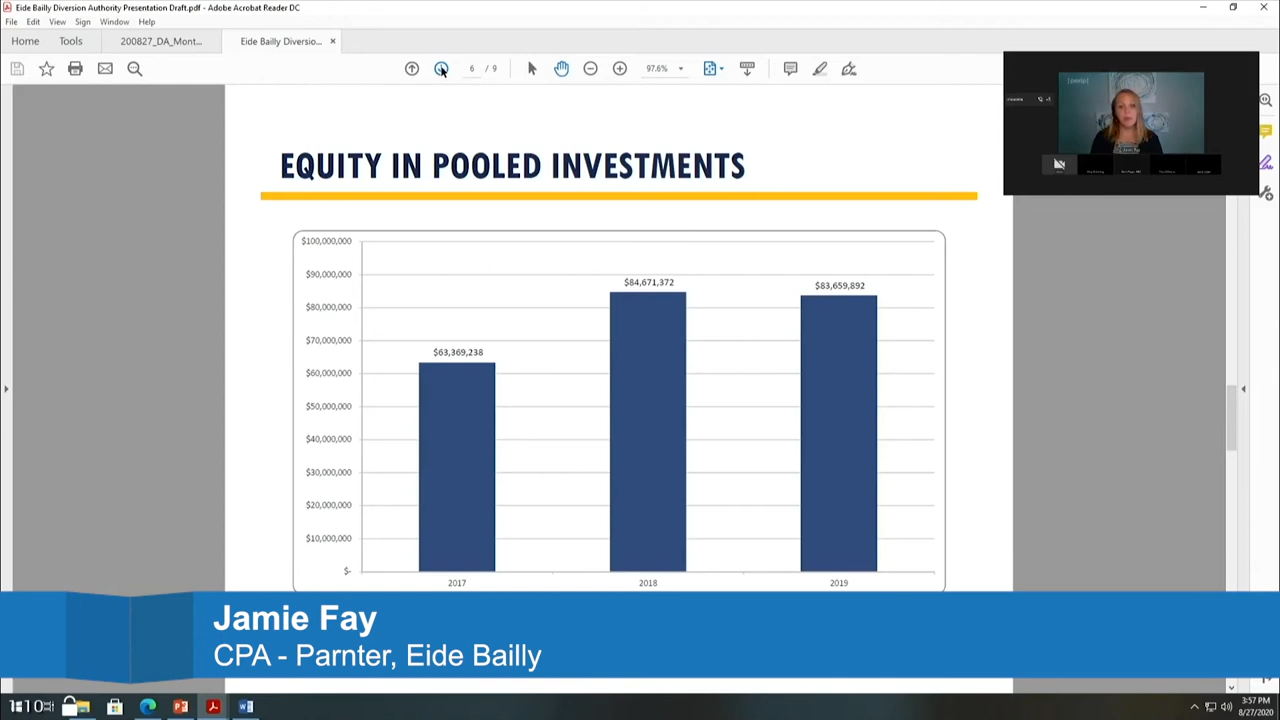 Eide Bailly Diversion Authority Presentation Draft.pdf - Adobe Acrobat Reader DC
File Edit View Sign Window Help
Home Tools 200827_DA_Mont... Eide Bailly Diversio... ×
6 / 9 97.6%
EQUITY IN POOLED INVESTMENTS
$100,000,000
$90,000,000
$80,000,000
$70,000,000
$60,000,000
$50,000,000
$40,000,000
$30,000,000
$20,000,000
$10,000,000
$-
$63,369,238
$84,671,372
$83,659,892
2017 2018 2019
Jamie Fay
Jamie Fay
CPA - Parnter, Eide Bailly
3:57 PM
8/27/2020